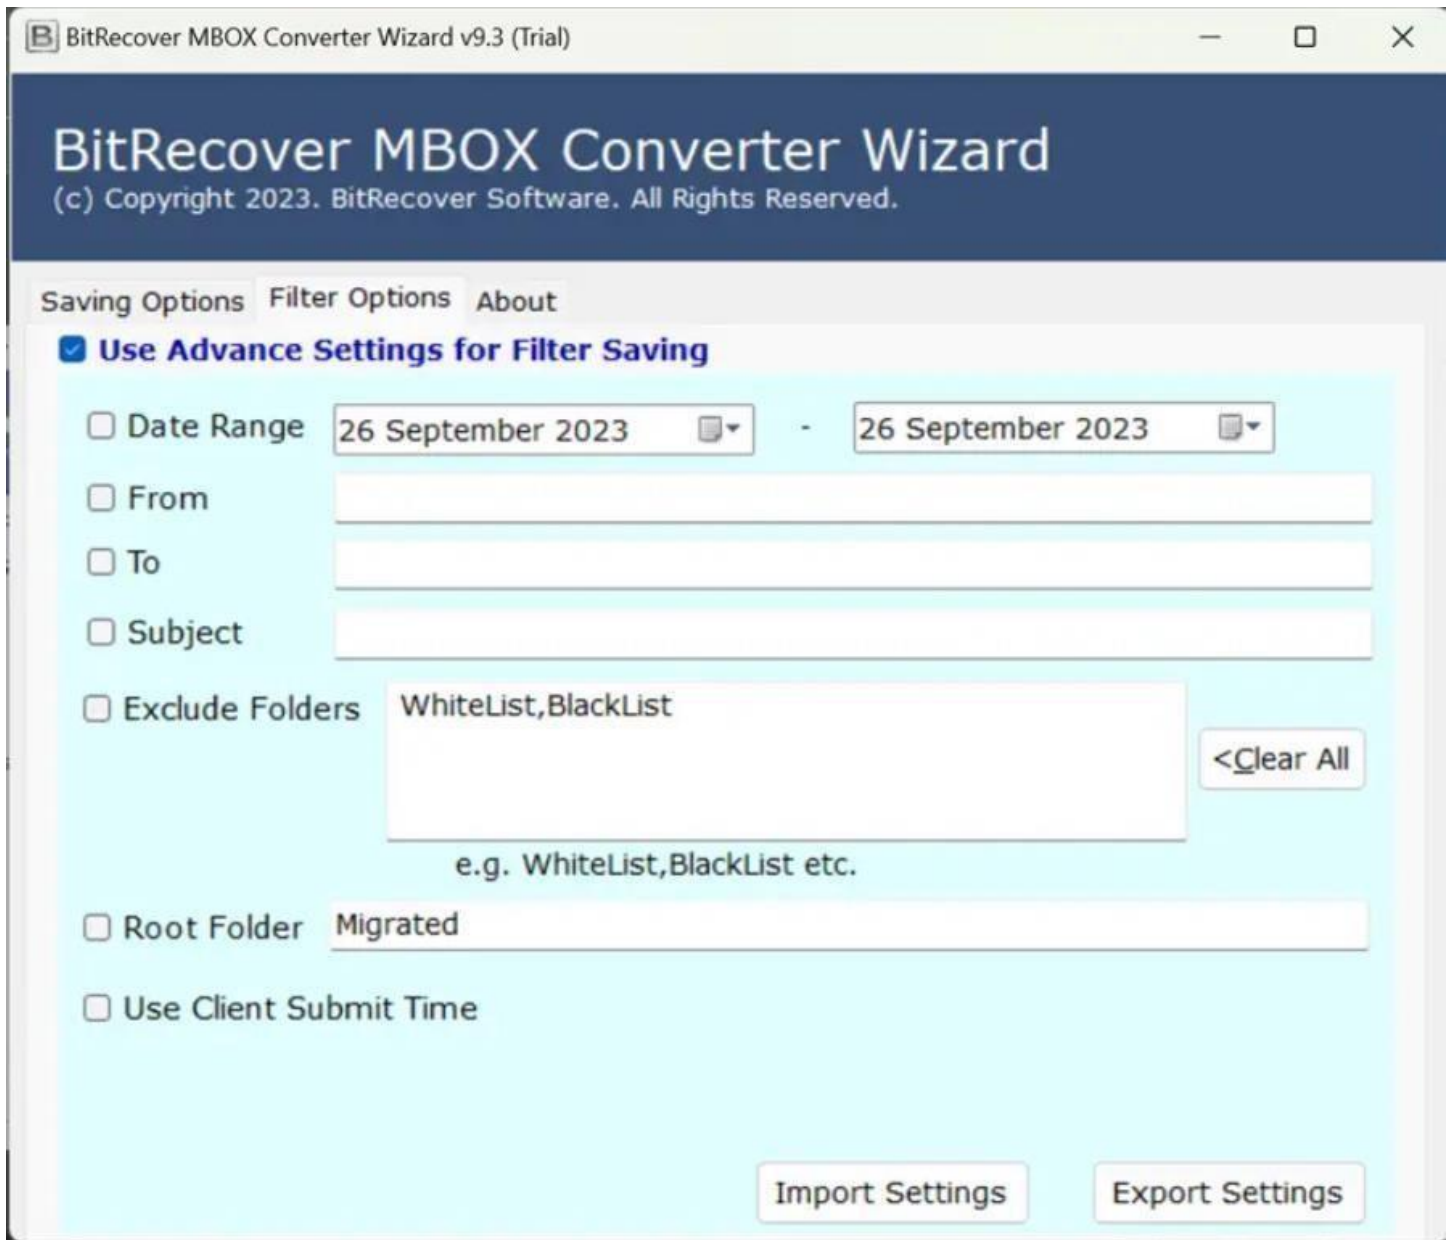 BitRecover MBOX Converter Wizard v9.3 (Trial)
BitRecover MBOX Converter Wizard
(c) Copyright 2023. BitRecover Software. All Rights Reserved.
Saving Options Filter Options About
Use Advance Settings for Filter Saving
Date Range 26 September 2023 - 26 September 2023
From
To
Subject
Exclude Folders WhiteList,BlackList
<Clear All
e.g. WhiteList,BlackList etc.
Root Folder Migrated
Use Client Submit Time
Import Settings Export Settings